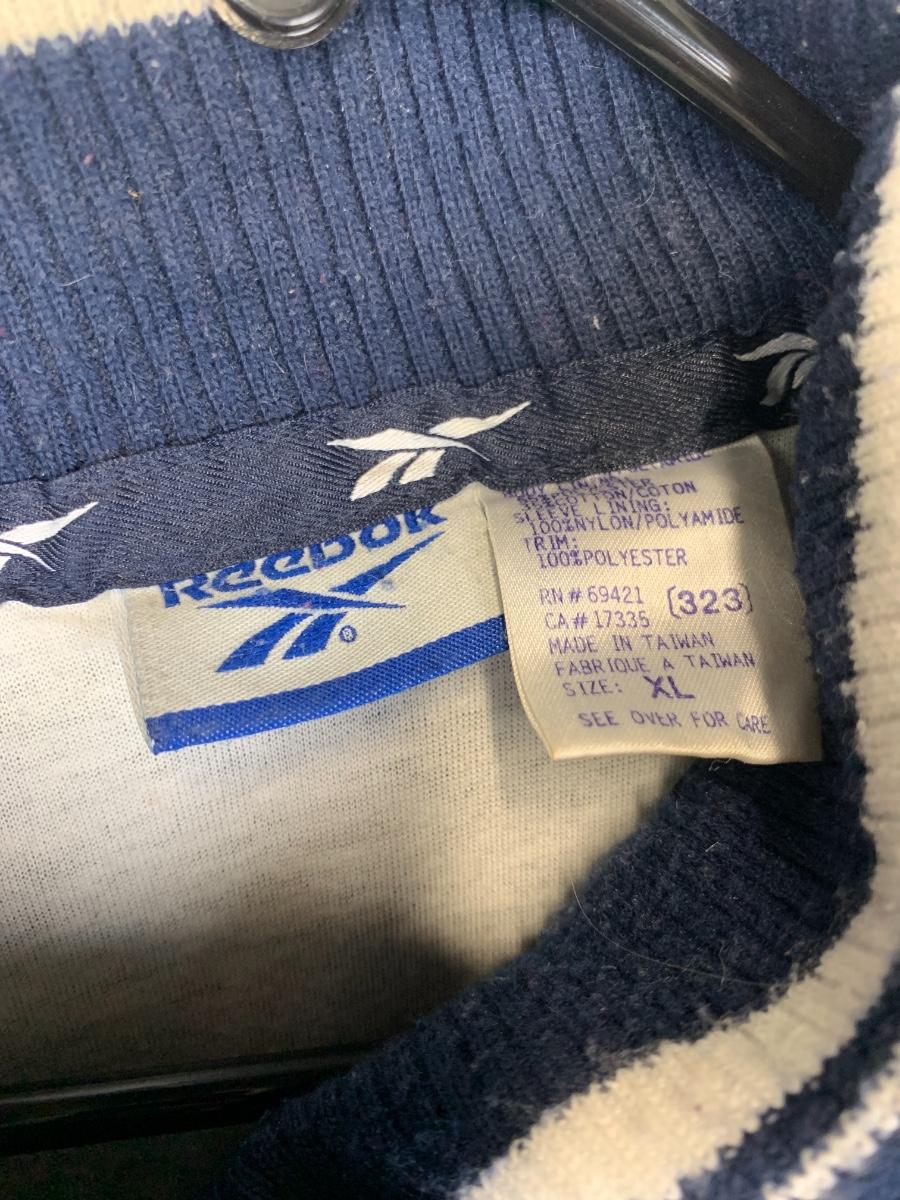 Reebok
®
SLEEVE LINING:
100%NYLON/POLYAMIDE
TRIM:
100%POLYESTER
RN# 69421 (323)
CA# 17335
MADE IN TAIWAN
FABRIQUE A TAIWAN
SIZE: XL
SEE OVER FOR CARE